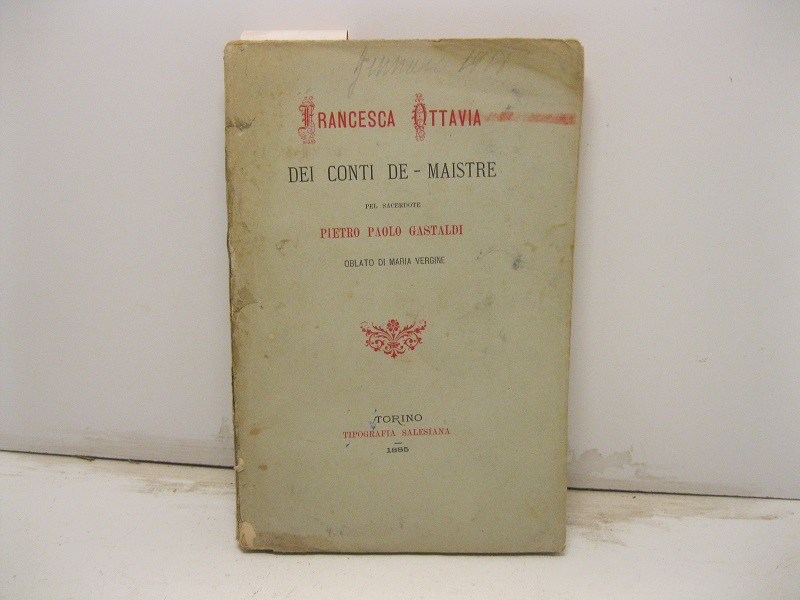 FRANCESCA OTTAVIA
DEI CONTI DE - MAISTRE
PEL SACERDOTE
PIETRO PAOLO GASTALDI
OBLATO DI MARIA VERGINE
TORINO
TIPOGRAFIA SALESIANA
1885